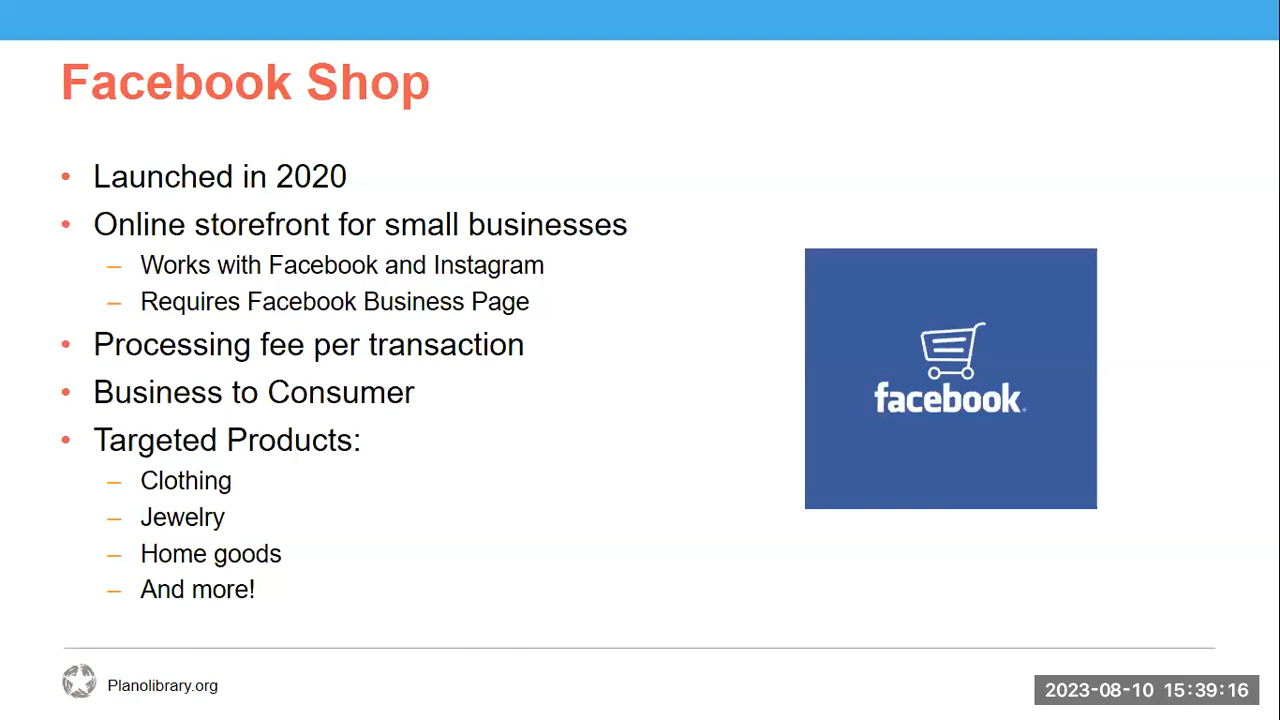 Facebook Shop
• Launched in 2020
• Online storefront for small businesses
– Works with Facebook and Instagram
– Requires Facebook Business Page
• Processing fee per transaction
• Business to Consumer
• Targeted Products:
– Clothing
– Jewelry
– Home goods
– And more!
facebook
Planolibrary.org
2023-08-10 15:39:16